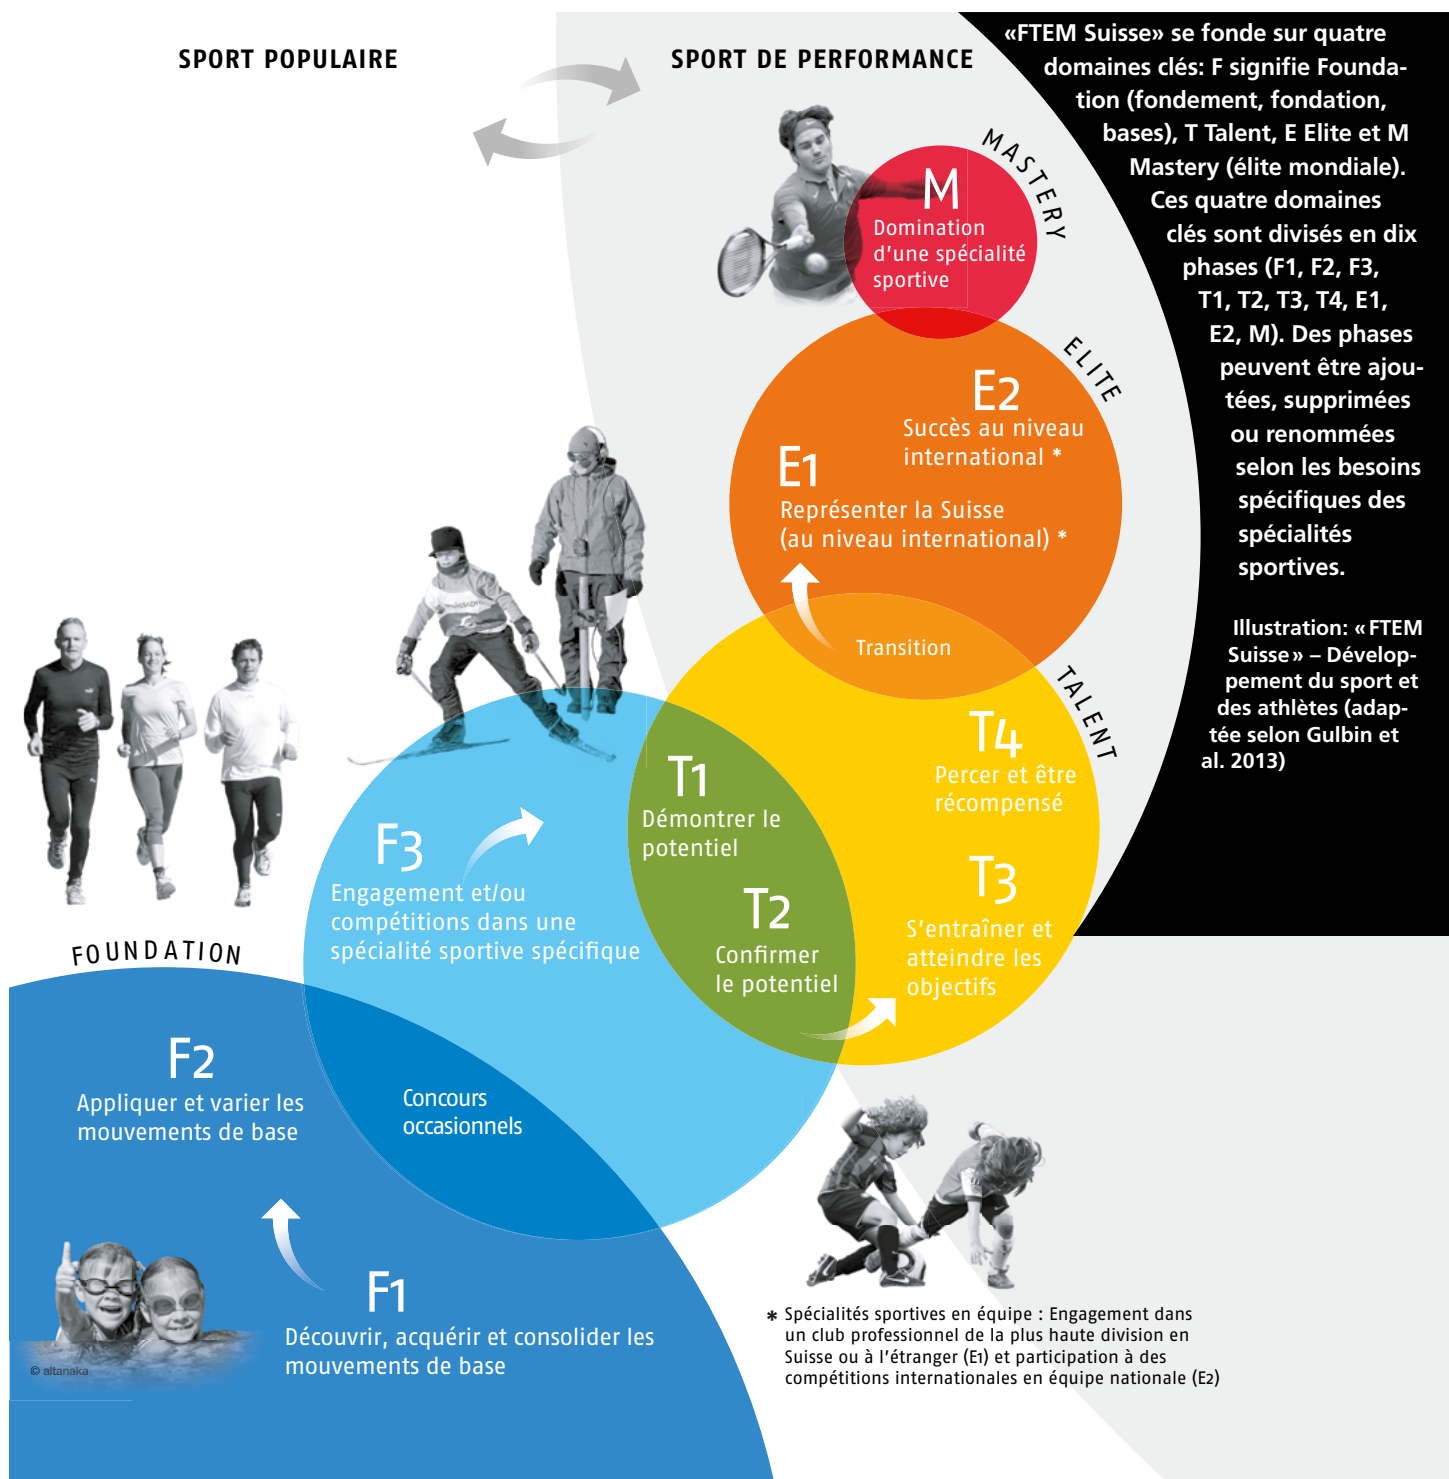 SPORT POPULAIRE
SPORT DE PERFORMANCE
«FTEM Suisse» se fonde sur quatre
domaines clés: F signifie Founda-
tion (fondement, fondation,
bases), T Talent, E Elite et M
Mastery (élite mondiale).
Ces quatre domaines
clés sont divisés en dix
phases (F1, F2, F3,
T1, T2, T3, T4, E1,
E2, M). Des phases
peuvent être ajou-
tées, supprimées
ou renommées
selon les besoins
spécifiques des
spécialités
sportives.
Illustration: «FTEM
Suisse» – Dévelop-
pement du sport et
des athlètes (adap-
tée selon Gulbin et
al. 2013)
MASTERY
M
Domination
d'une spécialité
sportive
ELITE
E2
Succès au niveau
international *
E1
Représenter la Suisse
(au niveau international) *
Transition
TALENT
T4
Percer et être
récompensé
T1
Démontrer le
potentiel
T3
S'entraîner et
atteindre les
objectifs
T2
Confirmer
le potentiel
F3
Engagement et/ou
compétitions dans une
spécialité sportive spécifique
FOUNDATION
F2
Appliquer et varier les
mouvements de base
Concours
occasionnels
F1
Découvrir, acquérir et consolider les
mouvements de base
© altanaka
* Spécialités sportives en équipe : Engagement dans
un club professionnel de la plus haute division en
Suisse ou à l'étranger (E1) et participation à des
compétitions internationales en équipe nationale (E2)